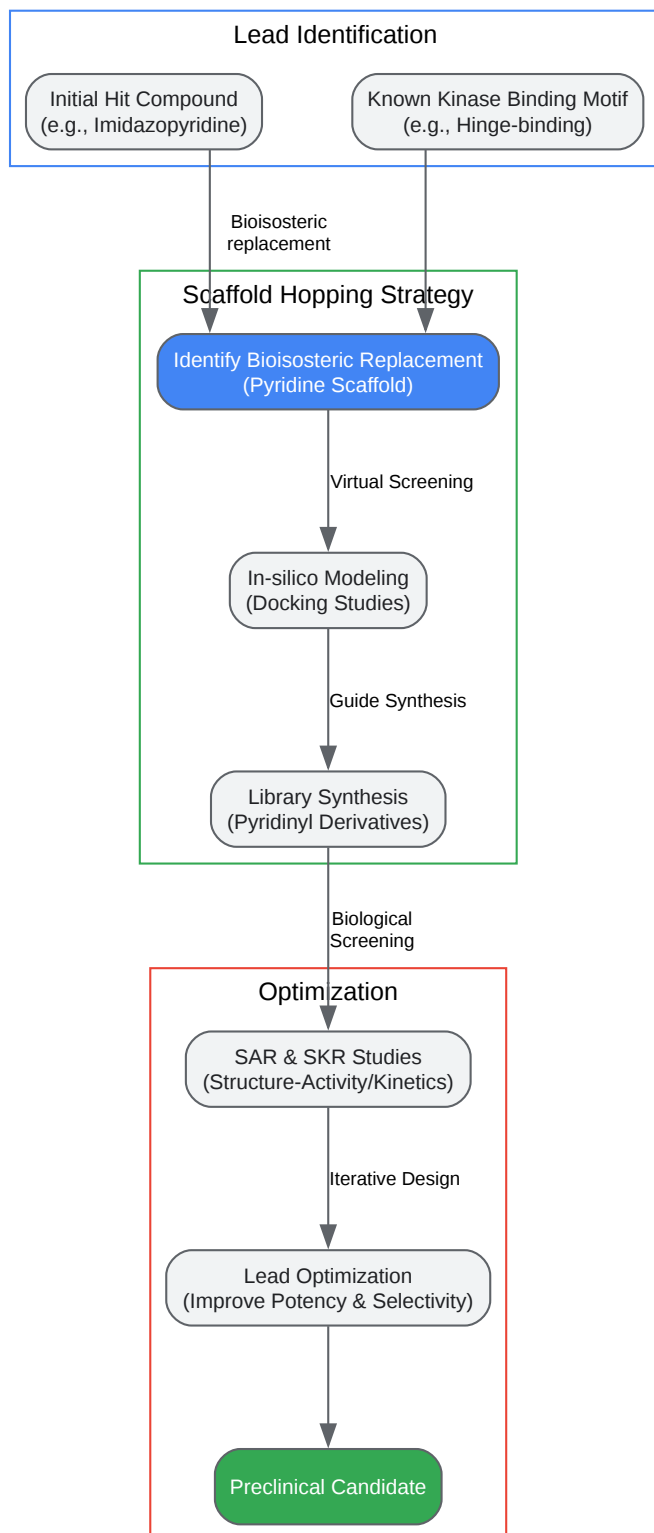 Lead Identification
Initial Hit Compound
(e.g., Imidazopyridine)
Known Kinase Binding Motif
(e.g., Hinge-binding)
Bioisosteric
replacement
Scaffold Hopping Strategy
Identify Bioisosteric Replacement
(Pyridine Scaffold)
Virtual Screening
In-silico Modeling
(Docking Studies)
Guide Synthesis
Library Synthesis
(Pyridinyl Derivatives)
Biological
Screening
Optimization
SAR & SKR Studies
(Structure-Activity/Kinetics)
Iterative Design
Lead Optimization
(Improve Potency & Selectivity)
Preclinical Candidate